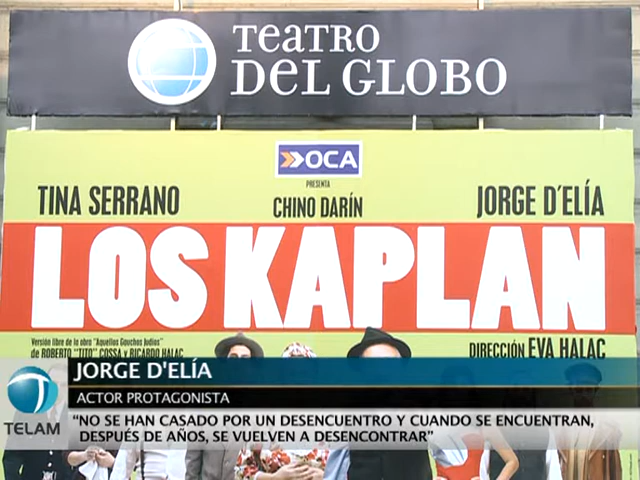 TEATRO
DEL GLOBO
OCA
PRESENTA
TINA SERRANO
CHINO DARÍN
JORGE D'ELÍA
LOS KAPLAN
Versión libre de la obra "Aquellos Gauchos Judíos"
de ROBERTO "TITO" COSSA Y RICARDO HALAC
DIRECCIÓN EVA HALAC
JORGE D'ELÍA
ACTOR PROTAGONISTA
TELAM
"NO SE HAN CASADO POR UN DESENCUENTRO Y CUANDO SE ENCUENTRAN,
DESPUÉS DE AÑOS, SE VUELVEN A DESENCONTRAR"